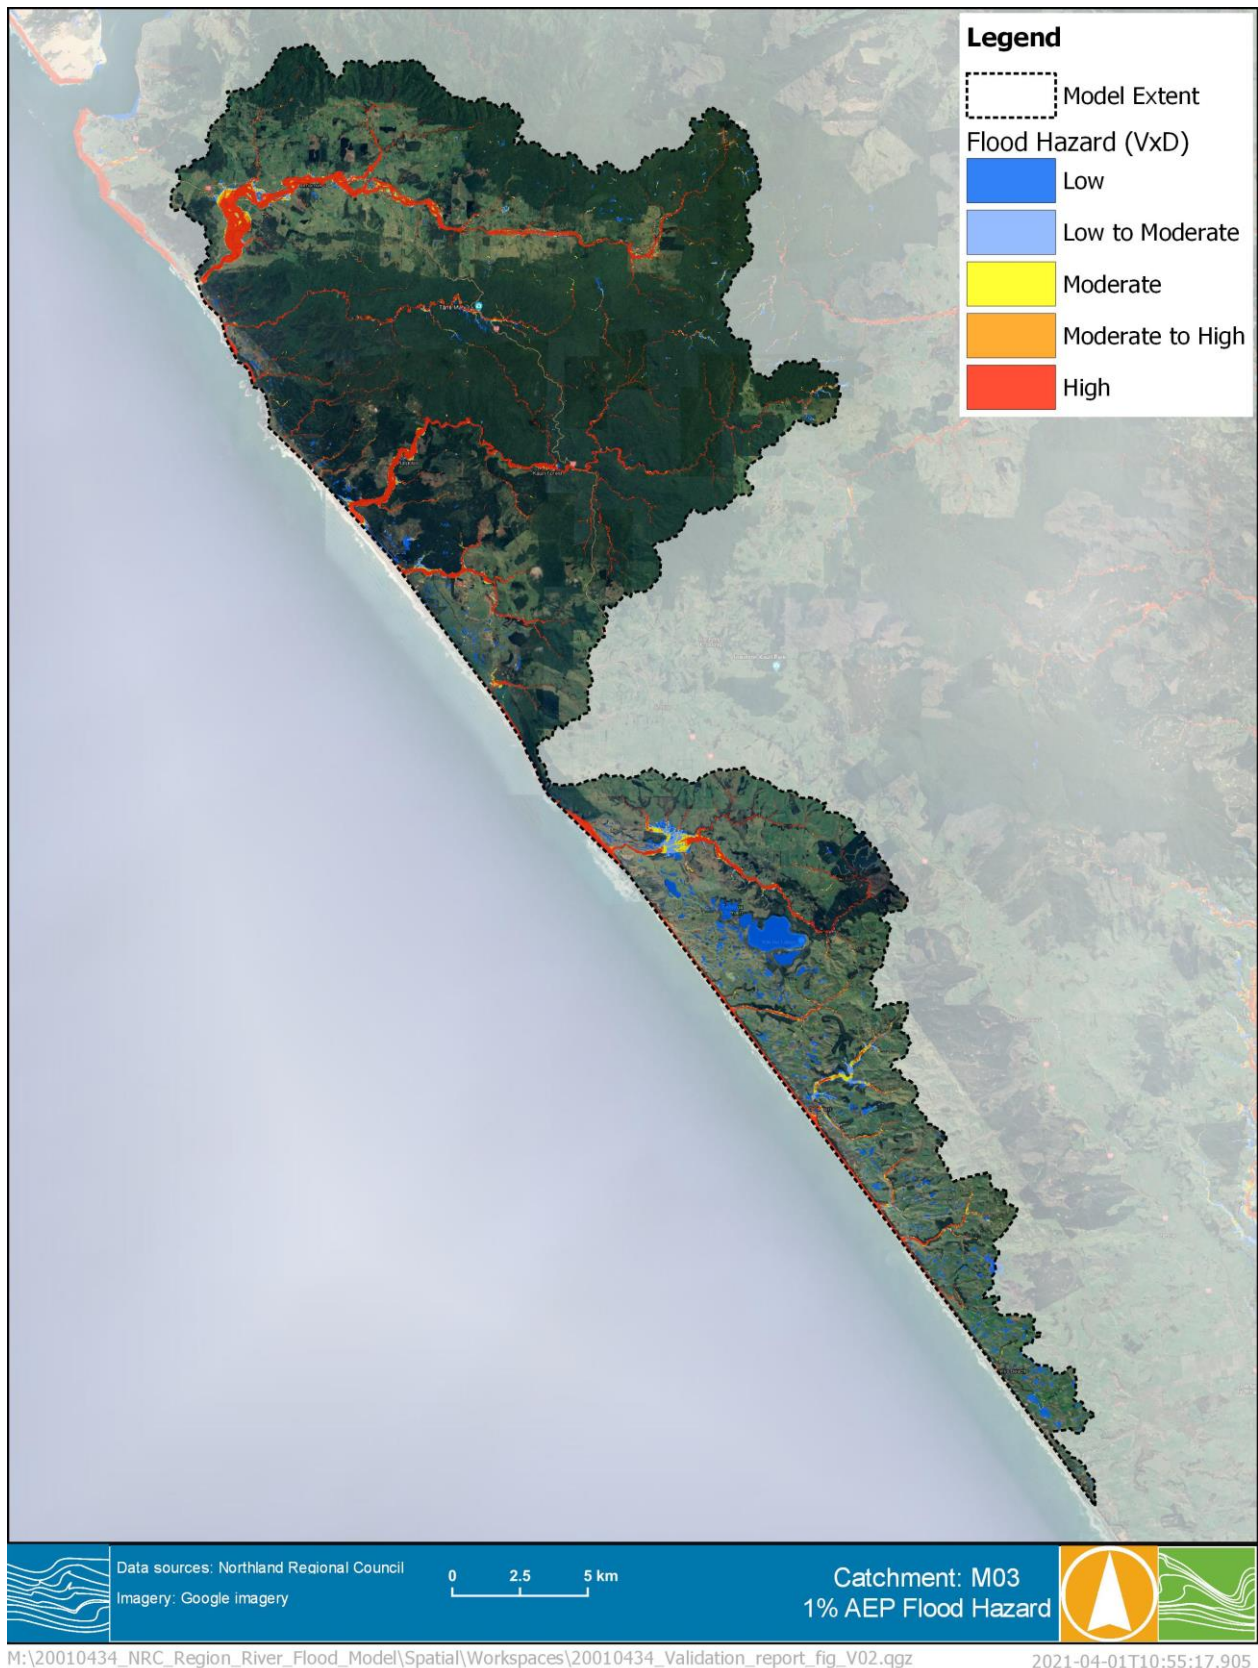 Legend
Model Extent
Flood Hazard (VxD)
Low
Low to Moderate
Moderate
Moderate to High
High
Data sources: Northland Regional Council
Imagery: Google imagery
0 2.5 5 km
Catchment: M03
1% AEP Flood Hazard
M:\20010434_NRC_Region_River_Flood_Model\Spatial\Workspaces\20010434_Validation_report_fig_V02.qgz
2021-04-01T10:55:17.905